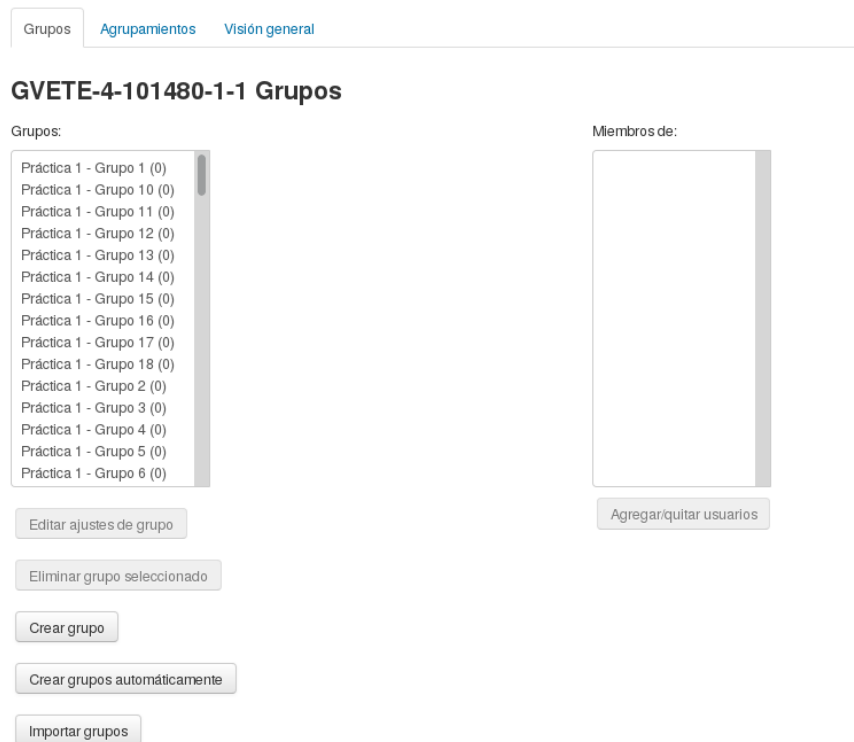 Grupos Agrupamientos Visión general
GVETE-4-101480-1-1 Grupos
Grupos:
Práctica 1 - Grupo 1 (0)
Práctica 1 - Grupo 10 (0)
Práctica 1 - Grupo 11 (0)
Práctica 1 - Grupo 12 (0)
Práctica 1 - Grupo 13 (0)
Práctica 1 - Grupo 14 (0)
Práctica 1 - Grupo 15 (0)
Práctica 1 - Grupo 16 (0)
Práctica 1 - Grupo 17 (0)
Práctica 1 - Grupo 18 (0)
Práctica 1 - Grupo 2 (0)
Práctica 1 - Grupo 3 (0)
Práctica 1 - Grupo 4 (0)
Práctica 1 - Grupo 5 (0)
Práctica 1 - Grupo 6 (0)
Editar ajustes de grupo
Eliminar grupo seleccionado
Crear grupo
Crear grupos automáticamente
Importar grupos
Miembros de:
Agregar/quitar usuarios